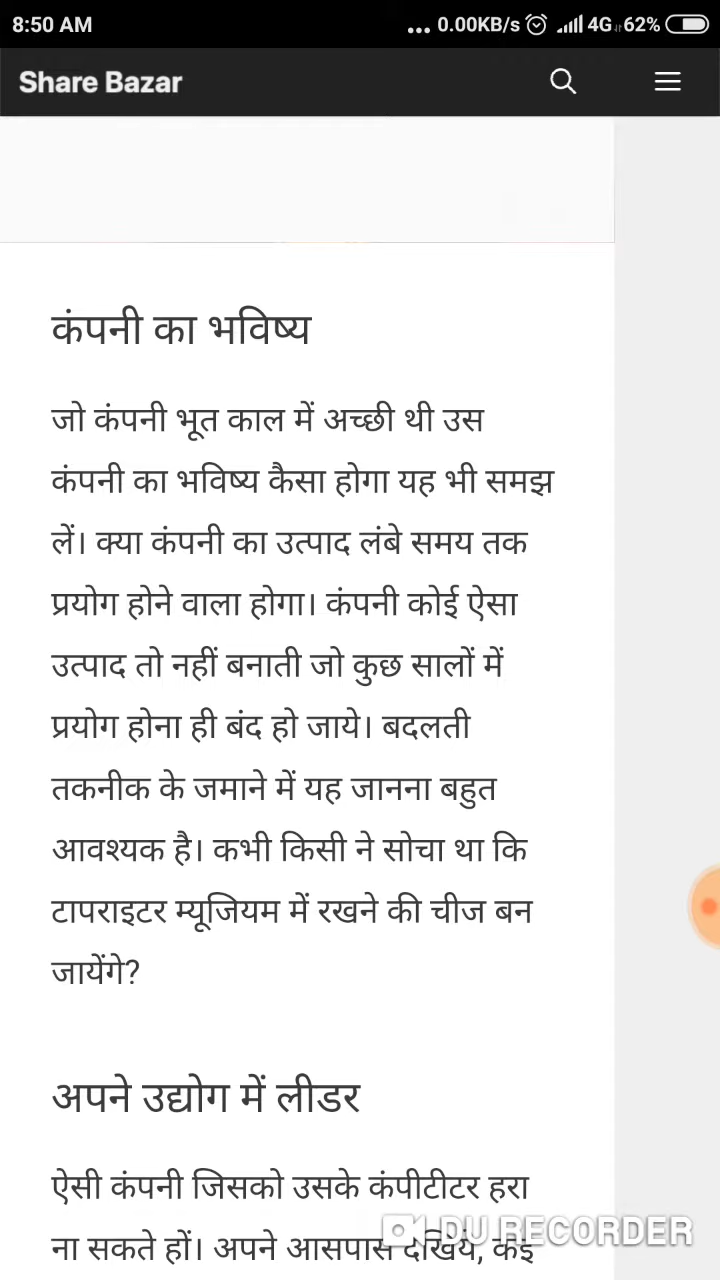 8:50 AM
... 0.00KB/s 4G 62%
Share Bazar
कंपनी का भविष्य
जो कंपनी भूत काल में अच्छी थी उस
कंपनी का भविष्य कैसा होगा यह भी समझ
लें। क्या कंपनी का उत्पाद लंबे समय तक
प्रयोग होने वाला होगा। कंपनी कोई ऐसा
उत्पाद तो नहीं बनाती जो कुछ सालों में
प्रयोग होना ही बंद हो जाये। बदलती
तकनीक के जमाने में यह जानना बहुत
आवश्यक है। कभी किसी ने सोचा था कि
टापराइटर म्यूजियम में रखने की चीज बन
जायेंगे?
अपने उद्योग में लीडर
ऐसी कंपनी जिसको उसके कंपीटीटर हरा
ना सकते हों। अपने आसपास देखिये, कई
DU RECORDER